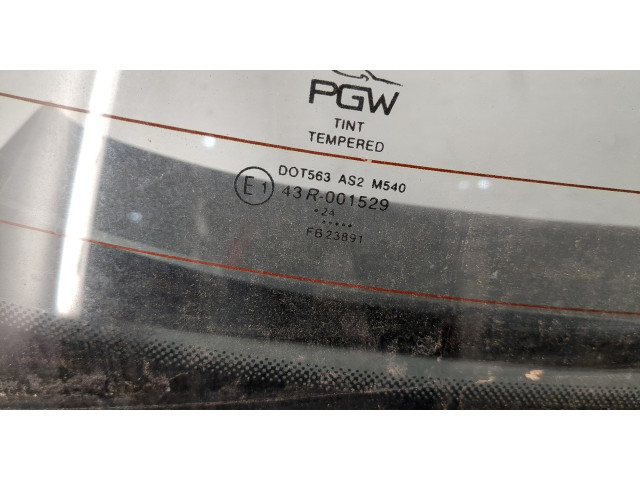 PGW
TINT
TEMPERED
DOT563 AS2 M540
E1 43R-001529
.24
.....
FB23891